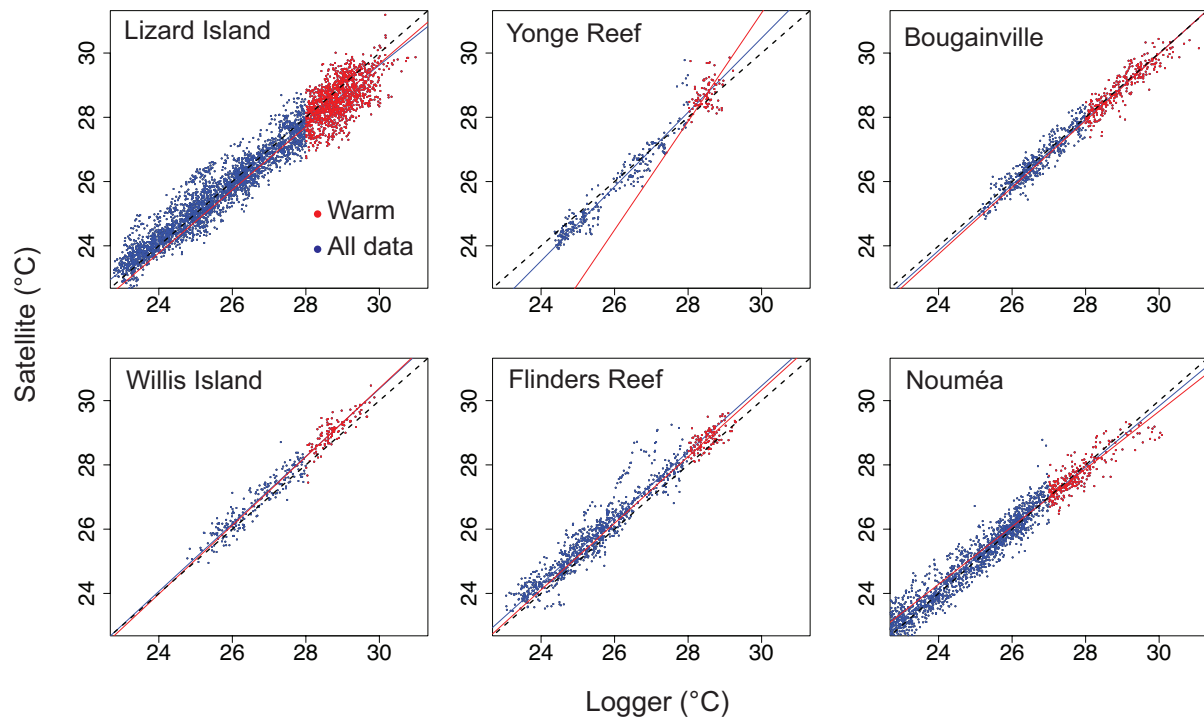 Lizard Island
Yonge Reef
Bougainville
30
28
26
24
Warm
All data
24 26 28 30
30
28
26
24
24 26 28 30
30
28
26
24
24 26 28 30
Satellite (°C)
Willis Island
Flinders Reef
Nouméa
30
28
26
24
24 26 28 30
30
28
26
24
24 26 28 30
30
28
26
24
24 26 28 30
Logger (°C)